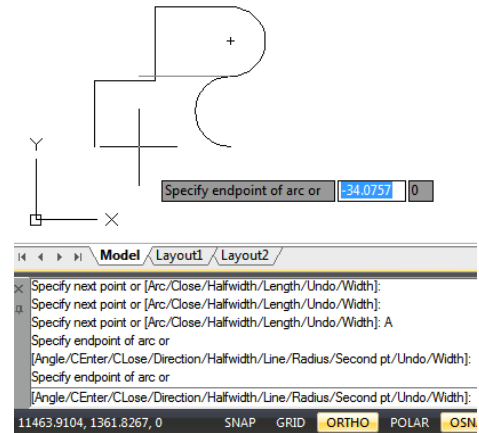 Y
Specify endpoint of arc or -34.0757 0
X
Model Layout1 Layout2
Specify next point or [Arc/Close/Halfwidth/Length/Undo/Width]:
Specify next point or [Arc/Close/Halfwidth/Length/Undo/Width]:
Specify next point or [Arc/Close/Halfwidth/Length/Undo/Width]: A
Specify endpoint of arc or
[Angle/CEnter/CLose/Direction/Halfwidth/Line/Radius/Second pt/Undo/Width]:
Specify endpoint of arc or
[Angle/CEnter/CLose/Direction/Halfwidth/Line/Radius/Second pt/Undo/Width]:
11463.9104, 1361.8267, 0 SNAP GRID ORTHO POLAR OSN